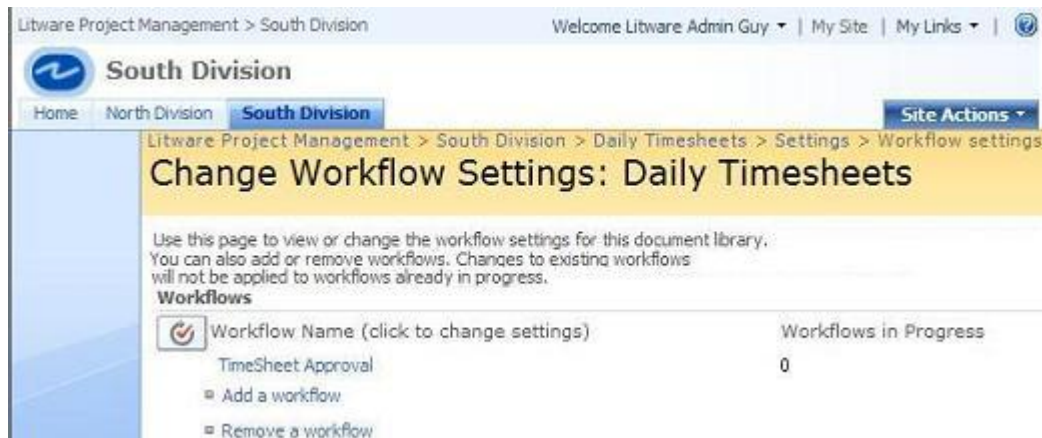 Litware Project Management > South Division Welcome Litware Admin Guy | My Site | My Links |
South Division
Home North Division South Division Site Actions
Litware Project Management > South Division > Daily Timesheets > Settings > Workflow settings
Change Workflow Settings: Daily Timesheets
Use this page to view or change the workflow settings for this document library.
You can also add or remove workflows. Changes to existing workflows
will not be applied to workflows already in progress.
Workflows
Workflow Name (click to change settings) Workflows in Progress
TimeSheet Approval 0
Add a workflow
Remove a workflow